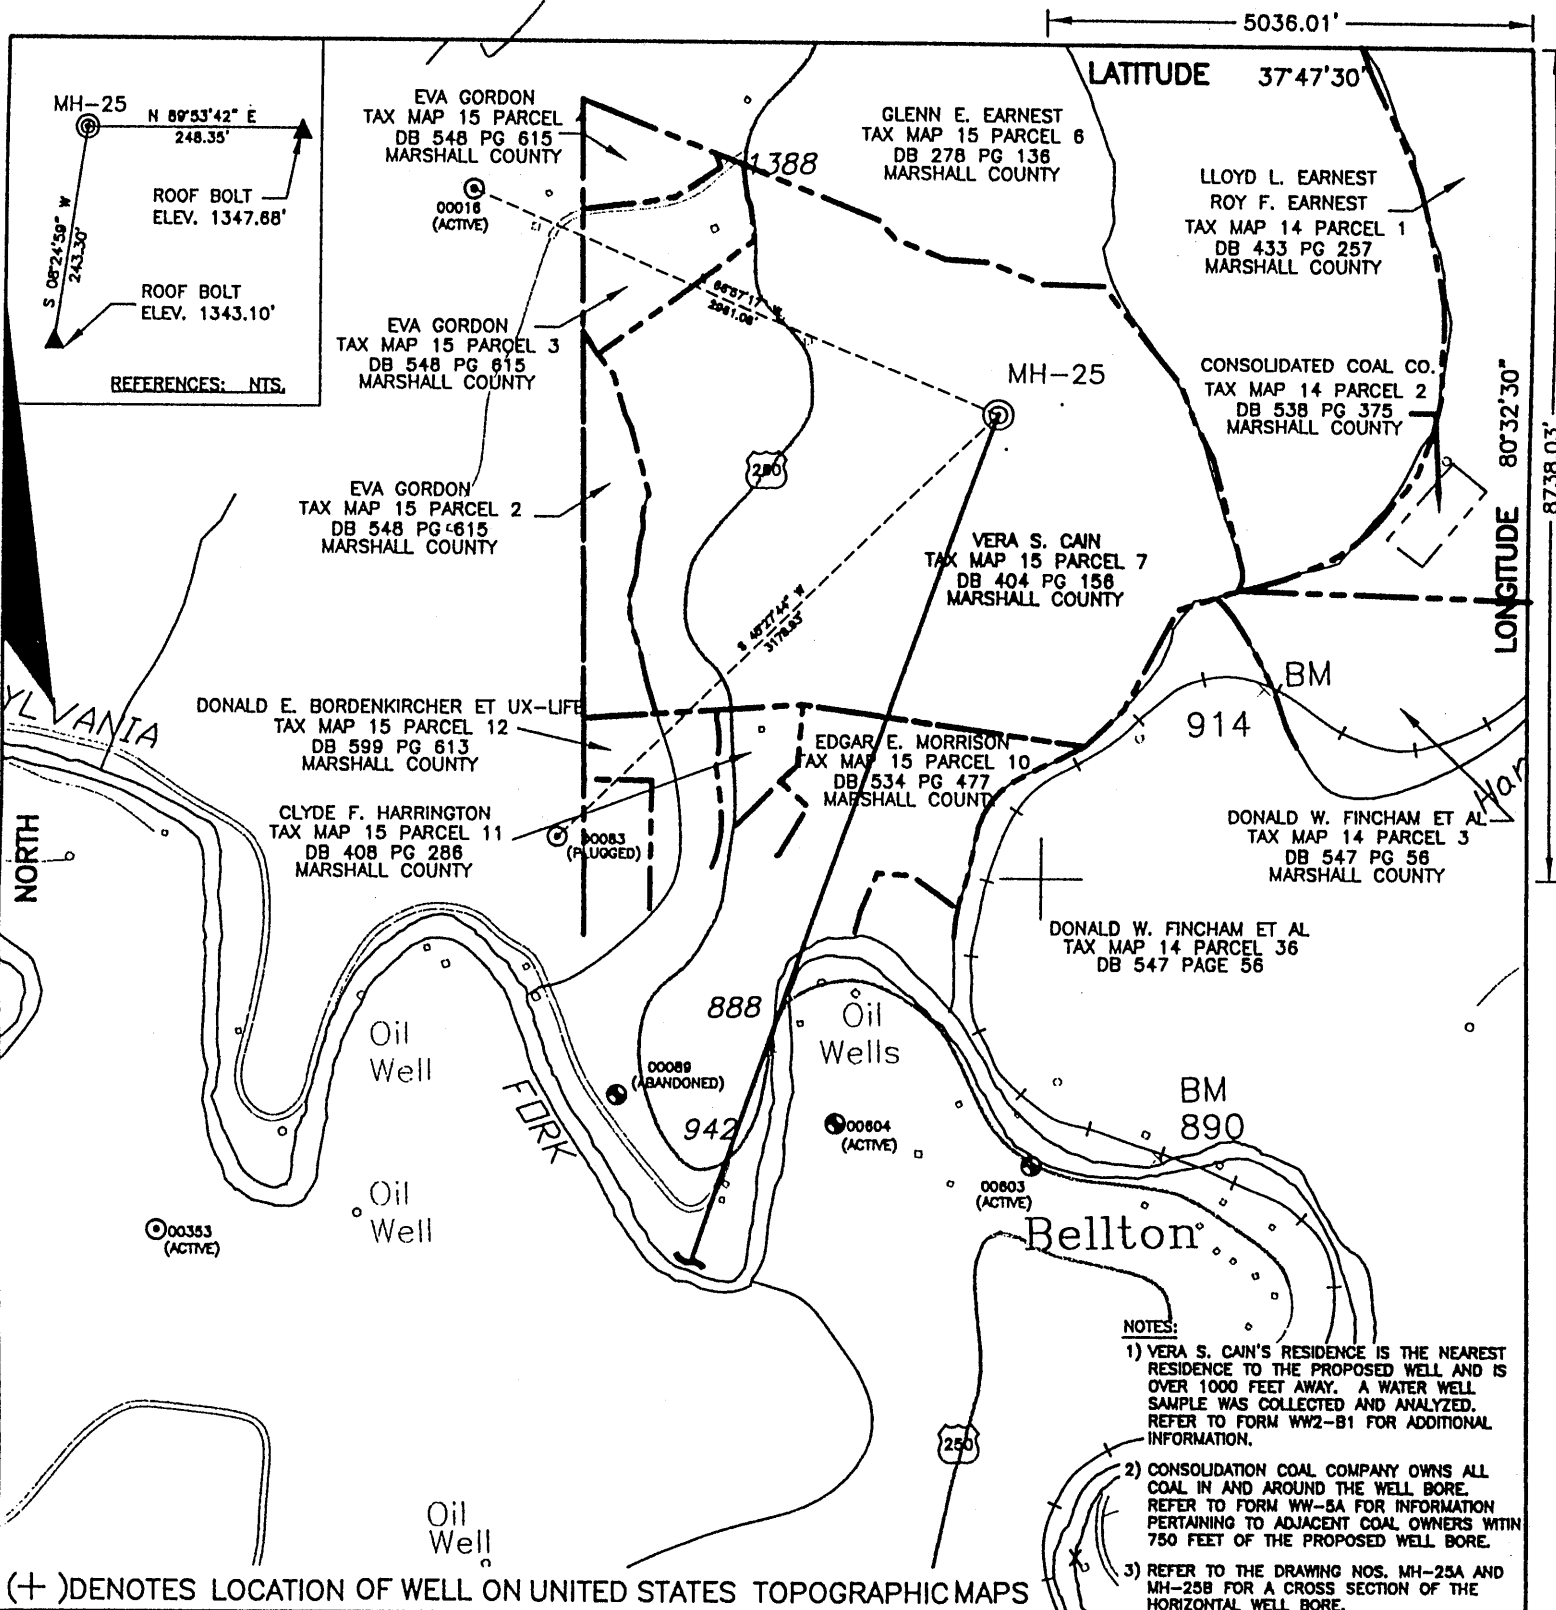 5036.01'
LATITUDE 37°47'30"
MH-25
N 89°53'42" E
248.35'
ROOF BOLT
ELEV. 1347.68'
S 08°24'59" W
243.30'
ROOF BOLT
ELEV. 1343.10'
REFERENCES: NTS.
EVA GORDON
TAX MAP 15 PARCEL
DB 548 PG 615
MARSHALL COUNTY
00016
(ACTIVE)
1388
GLENN E. EARNEST
TAX MAP 15 PARCEL 6
DB 278 PG 136
MARSHALL COUNTY
LLOYD L. EARNEST
ROY F. EARNEST
TAX MAP 14 PARCEL 1
DB 433 PG 257
MARSHALL COUNTY
EVA GORDON
TAX MAP 15 PARCEL 3
DB 548 PG 615
MARSHALL COUNTY
2961.06'
MH-25
CONSOLIDATED COAL CO.
TAX MAP 14 PARCEL 2
DB 538 PG 375
MARSHALL COUNTY
LONGITUDE 80°32'30"
8738.03'
250
EVA GORDON
TAX MAP 15 PARCEL 2
DB 548 PG 615
MARSHALL COUNTY
VERA S. CAIN
TAX MAP 15 PARCEL 7
DB 404 PG 156
MARSHALL COUNTY
S 45°27'44" W
3178.93'
YLVANIA
DONALD E. BORDENKIRCHER ET UX-LIFE
TAX MAP 15 PARCEL 12
DB 599 PG 613
MARSHALL COUNTY
BM
914
EDGAR E. MORRISON
TAX MAP 15 PARCEL 10
DB 534 PG 477
MARSHALL COUNTY
Har
CLYDE F. HARRINGTON
TAX MAP 15 PARCEL 11
DB 408 PG 286
MARSHALL COUNTY
00083
(PLUGGED)
DONALD W. FINCHAM ET AL
TAX MAP 14 PARCEL 3
DB 547 PG 56
MARSHALL COUNTY
NORTH
DONALD W. FINCHAM ET AL
TAX MAP 14 PARCEL 36
DB 547 PAGE 56
888
Oil
Well
Oil
Wells
00089
(ABANDONED)
FORK
942
00604
(ACTIVE)
BM
890
00603
(ACTIVE)
Oil
Well
00353
(ACTIVE)
Bellton
250
Oil
Well
NOTES:
1) VERA S. CAIN'S RESIDENCE IS THE NEAREST
RESIDENCE TO THE PROPOSED WELL AND IS
OVER 1000 FEET AWAY. A WATER WELL
SAMPLE WAS COLLECTED AND ANALYZED.
REFER TO FORM WW2-B1 FOR ADDITIONAL
INFORMATION.
2) CONSOLIDATION COAL COMPANY OWNS ALL
COAL IN AND AROUND THE WELL BORE.
REFER TO FORM WW-5A FOR INFORMATION
PERTAINING TO ADJACENT COAL OWNERS WITIN
750 FEET OF THE PROPOSED WELL BORE.
3) REFER TO THE DRAWING NOS. MH-25A AND
MH-25B FOR A CROSS SECTION OF THE
HORIZONTAL WELL BORE.
(+)DENOTES LOCATION OF WELL ON UNITED STATES TOPOGRAPHIC MAPS